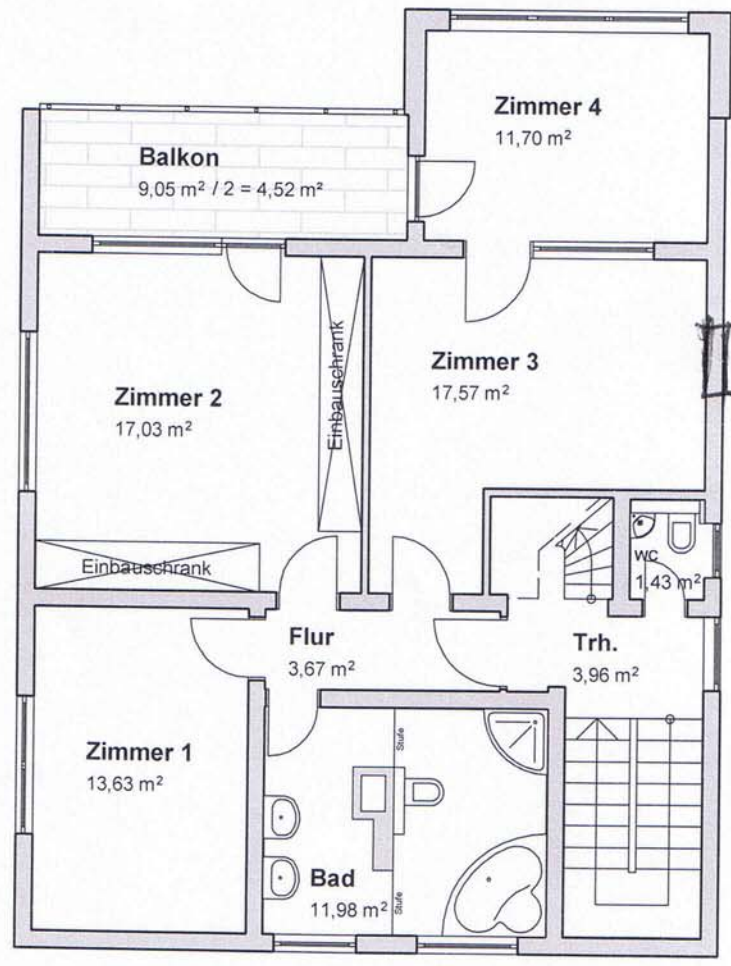 Zimmer 4
11,70 m²
Balkon
9,05 m² / 2 = 4,52 m²
Zimmer 3
17,57 m²
Zimmer 2
17,03 m²
Einbauschrank
Einbauschrank
wc
1,43 m²
Flur
3,67 m²
Trh.
3,96 m²
Zimmer 1
13,63 m²
Stufe
Bad
11,98 m²
Stufe